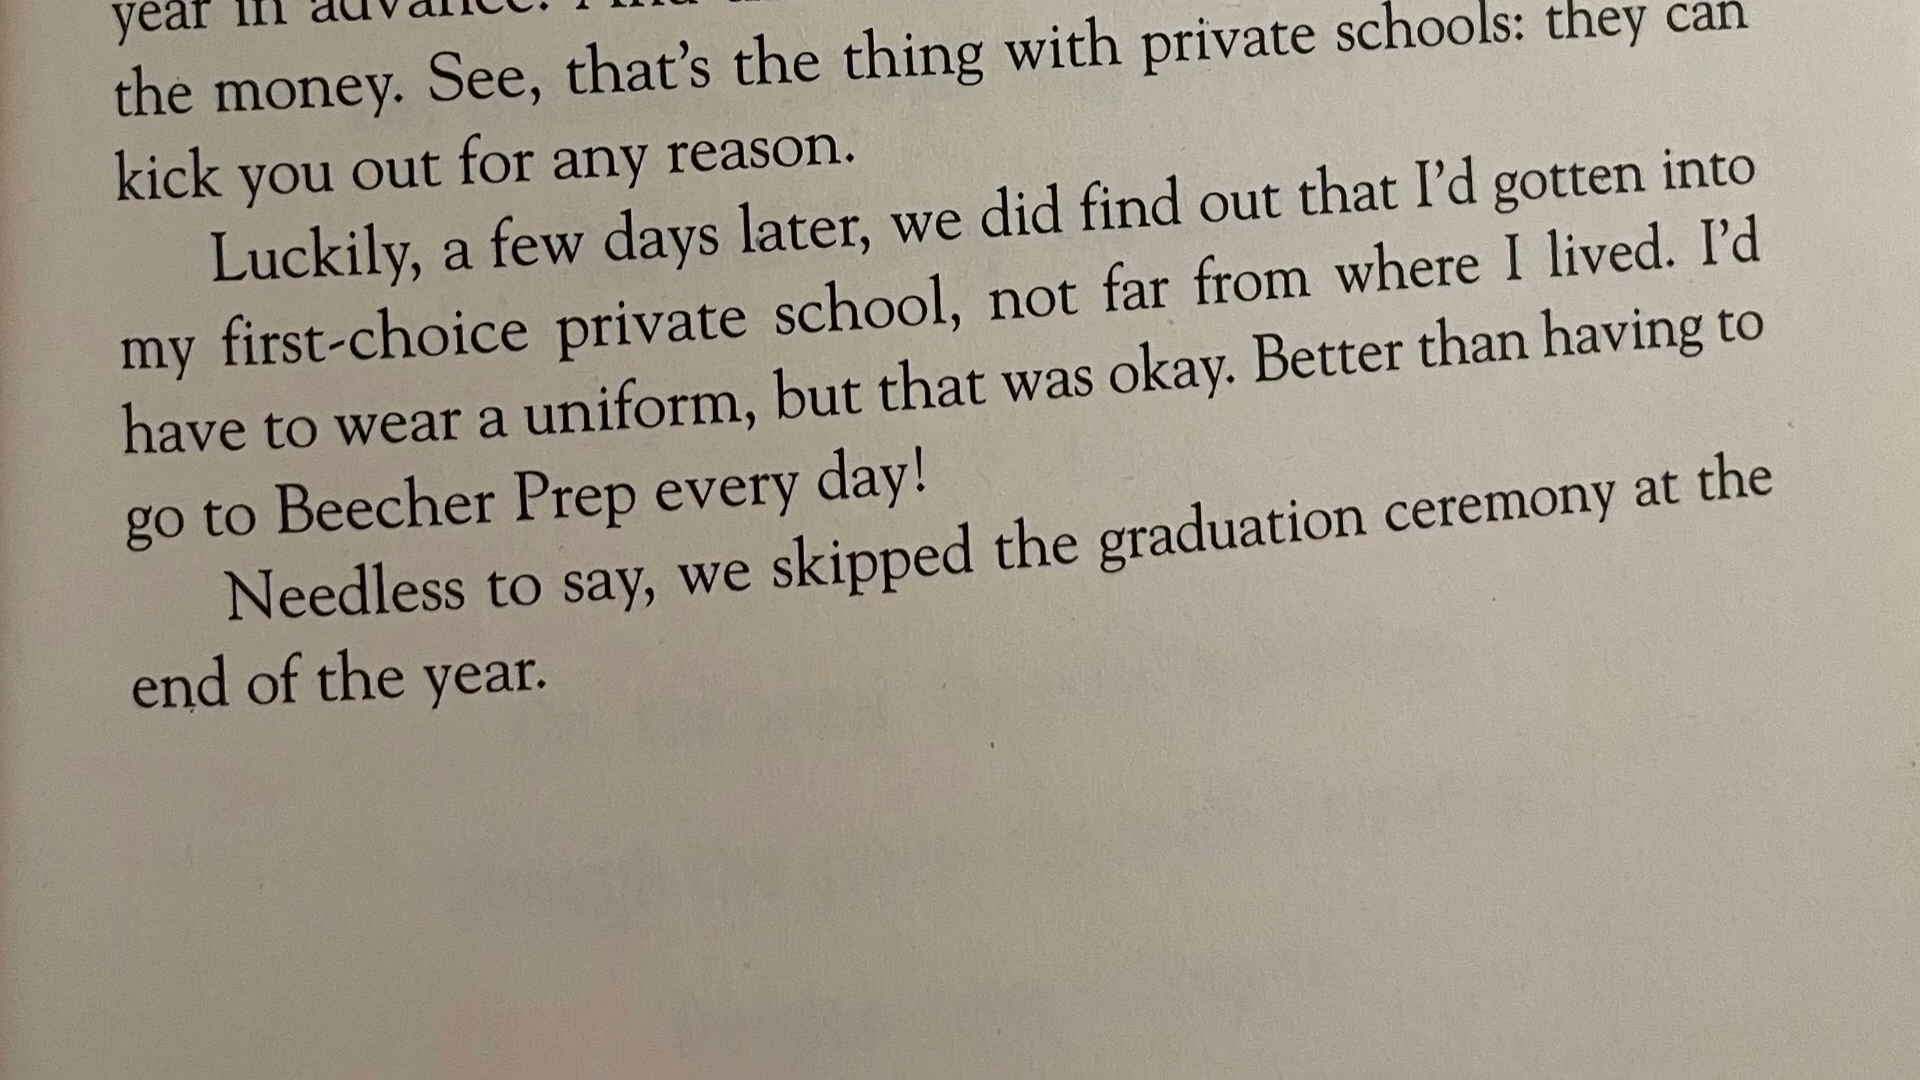 year in advance.
the money. See, that’s the thing with private schools: they can
kick you out for any reason.
Luckily, a few days later, we did find out that I’d gotten into
my first-choice private school, not far from where I lived. I’d
have to wear a uniform, but that was okay. Better than having to
go to Beecher Prep every day!
Needless to say, we skipped the graduation ceremony at the
end of the year.